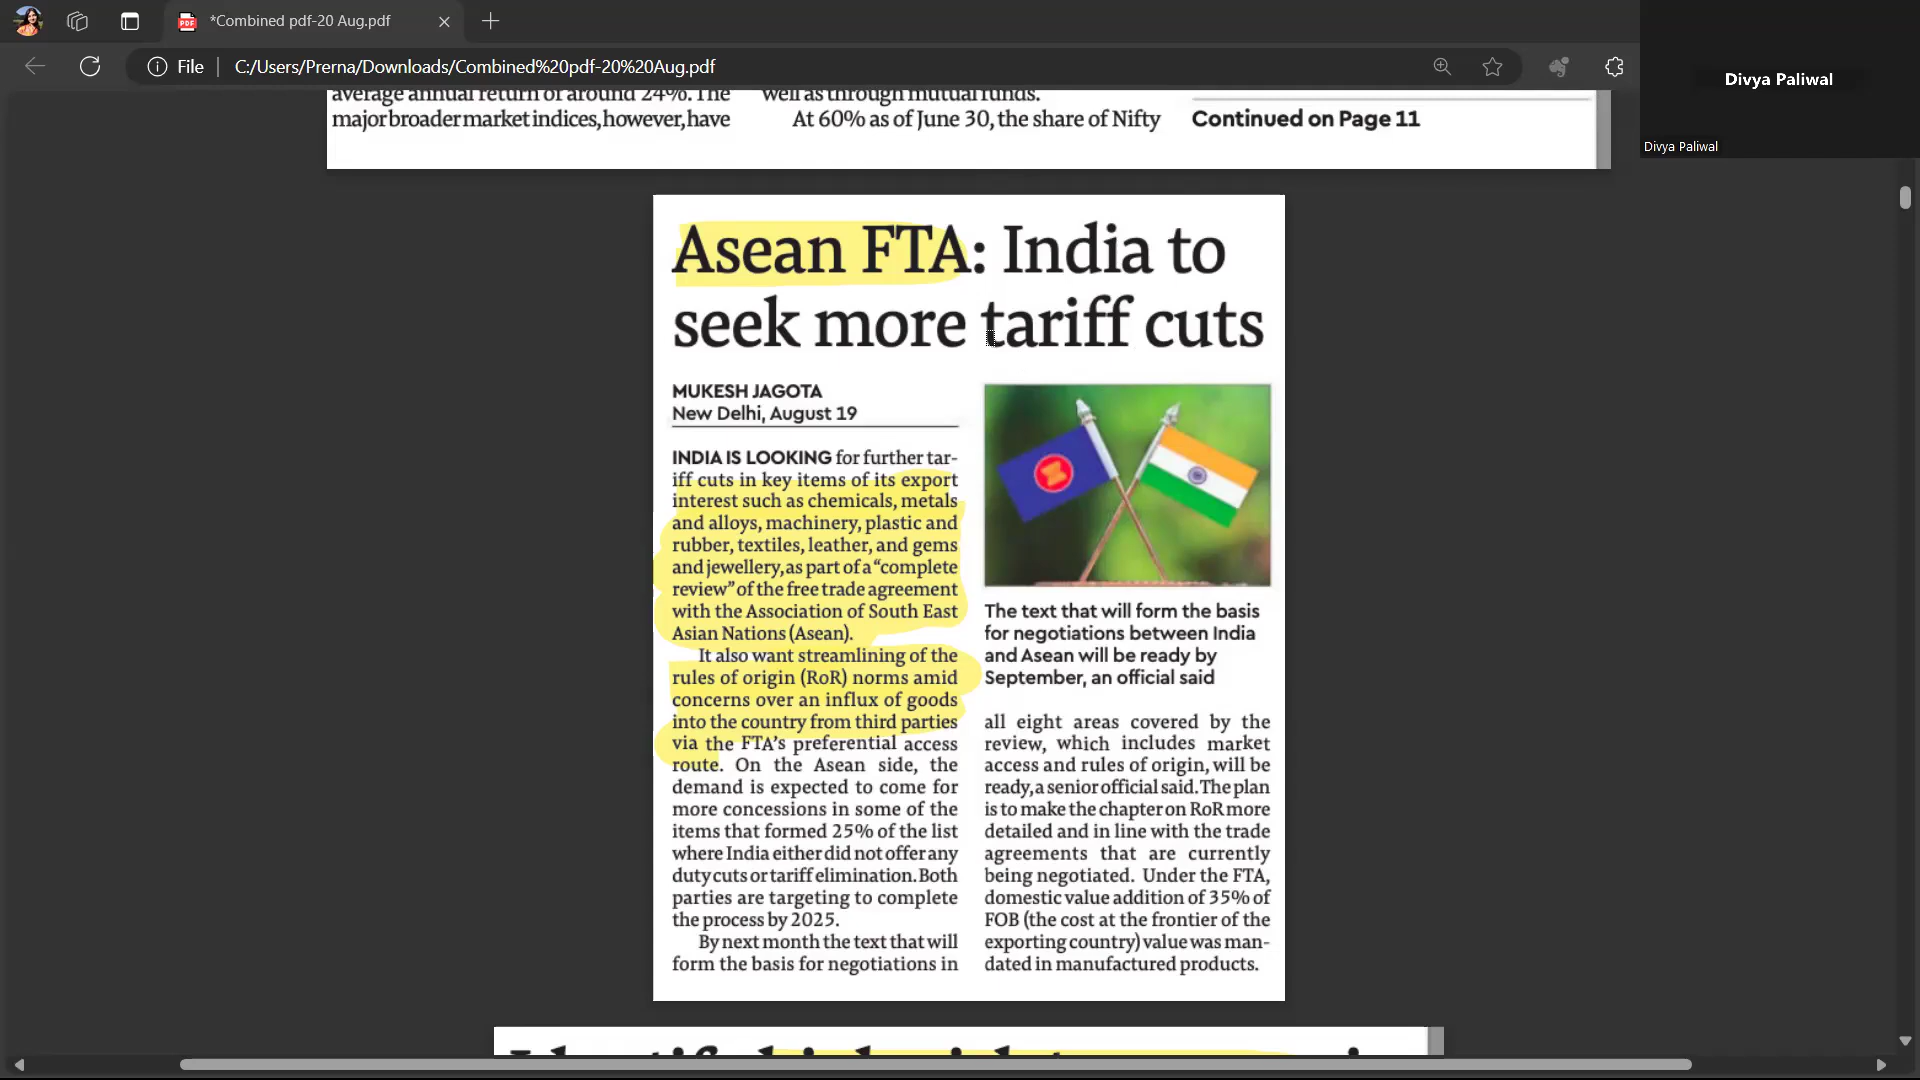 *Combined pdf-20 Aug.pdf
File
C:/Users/Prerna/Downloads/Combined%20pdf-20%20Aug.pdf
Divya Paliwal
Divya Paliwal
average annual return of around 24%. The
major broader market indices, however, have
well as through mutual funds.
At 60% as of June 30, the share of Nifty
Continued on Page 11
Asean FTA: India to
seek more tariff cuts
MUKESH JAGOTA
New Delhi, August 19
INDIA IS LOOKING for further tar-
iff cuts in key items of its export
interest such as chemicals, metals
and alloys, machinery, plastic and
rubber, textiles, leather, and gems
and jewellery, as part of a “complete
review” of the free trade agreement
with the Association of South East
Asian Nations (Asean).
It also want streamlining of the
rules of origin (RoR) norms amid
concerns over an influx of goods
into the country from third parties
via the FTA’s preferential access
route. On the Asean side, the
demand is expected to come for
more concessions in some of the
items that formed 25% of the list
where India either did not offer any
duty cuts or tariff elimination. Both
parties are targeting to complete
the process by 2025.
By next month the text that will
form the basis for negotiations in
The text that will form the basis
for negotiations between India
and Asean will be ready by
September, an official said
all eight areas covered by the
review, which includes market
access and rules of origin, will be
ready, a senior official said. The plan
is to make the chapter on RoR more
detailed and in line with the trade
agreements that are currently
being negotiated. Under the FTA,
domestic value addition of 35% of
FOB (the cost at the frontier of the
exporting country) value was man-
dated in manufactured products.